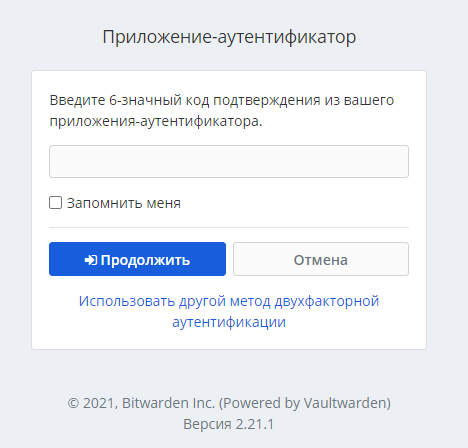 Приложение-аутентификатор
Введите 6-значный код подтверждения из вашего
приложения-аутентификатора.
Запомнить меня
Продолжить
Отмена
Использовать другой метод двухфакторной
аутентификации
© 2021, Bitwarden Inc. (Powered by Vaultwarden)
Версия 2.21.1